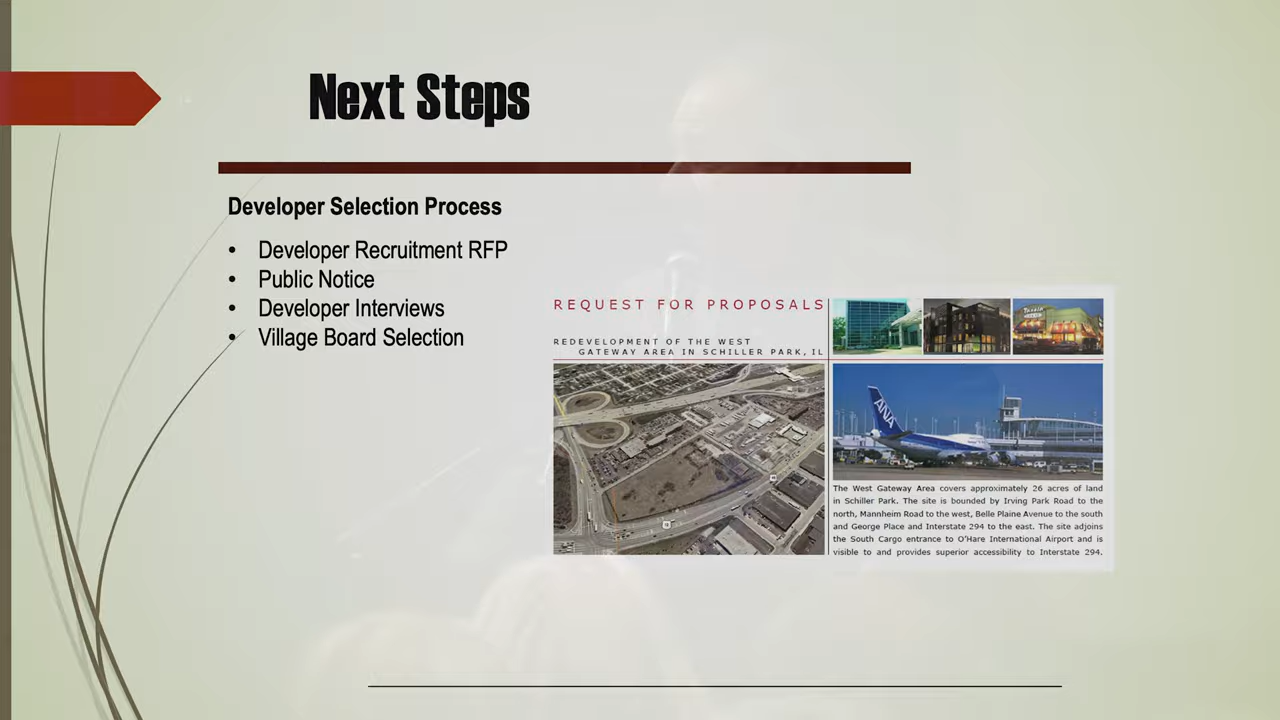 Next Steps
Developer Selection Process
• Developer Recruitment RFP
• Public Notice
• Developer Interviews
• Village Board Selection
REQUEST FOR PROPOSALS
REDEVELOPMENT OF THE WEST
GATEWAY AREA IN SCHILLER PARK, IL
ANA
The West Gateway Area covers approximately 26 acres of land
in Schiller Park. The site is bounded by Irving Park Road to the
north, Mannheim Road to the west, Belle Plaine Avenue to the south
and George Place and Interstate 294 to the east. The site adjoins
the South Cargo entrance to O'Hare International Airport and is
visible to and provides superior accessibility to Interstate 294.